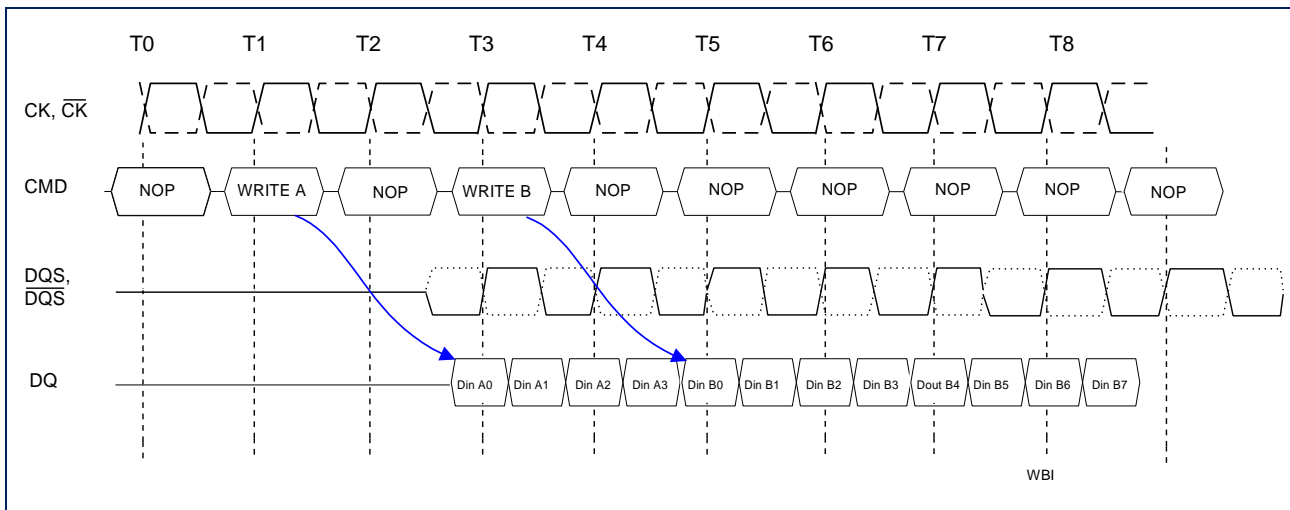 T0 T1 T2 T3 T4 T5 T6 T7 T8
CK, CK
CMD NOP WRITE A NOP WRITE B NOP NOP NOP NOP NOP NOP
DQS,
DQS
DQ Din A0 Din A1 Din A2 Din A3 Din B0 Din B1 Din B2 Din B3 Dout B4 Din B5 Din B6 Din B7
WBI